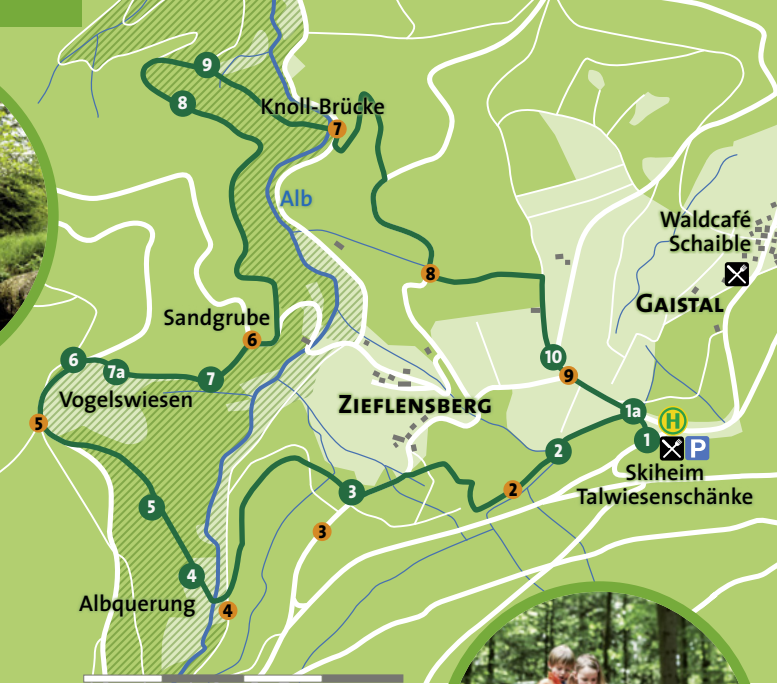 9
8
Knoll-Brücke
7
Alb
Waldcafé
Schaible
8
GAISTAL
Sandgrube
6
10
9
6
7a
7
Vogelswiesen
ZIEFLENSBERG
5
1a
H
1
P
2
Skiheim
Talwiesenschänke
3
2
5
3
4
Albquerung
4